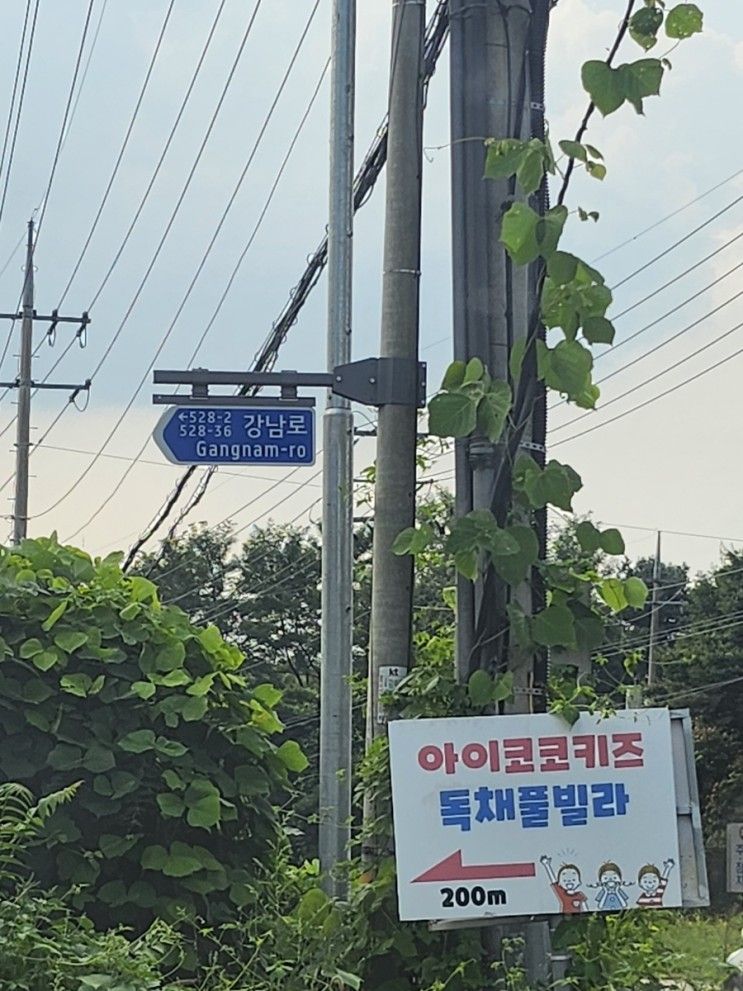 ←528-2
528-36
강남로
Gangnam-ro
kt
아이코코키즈
독채풀빌라
200m